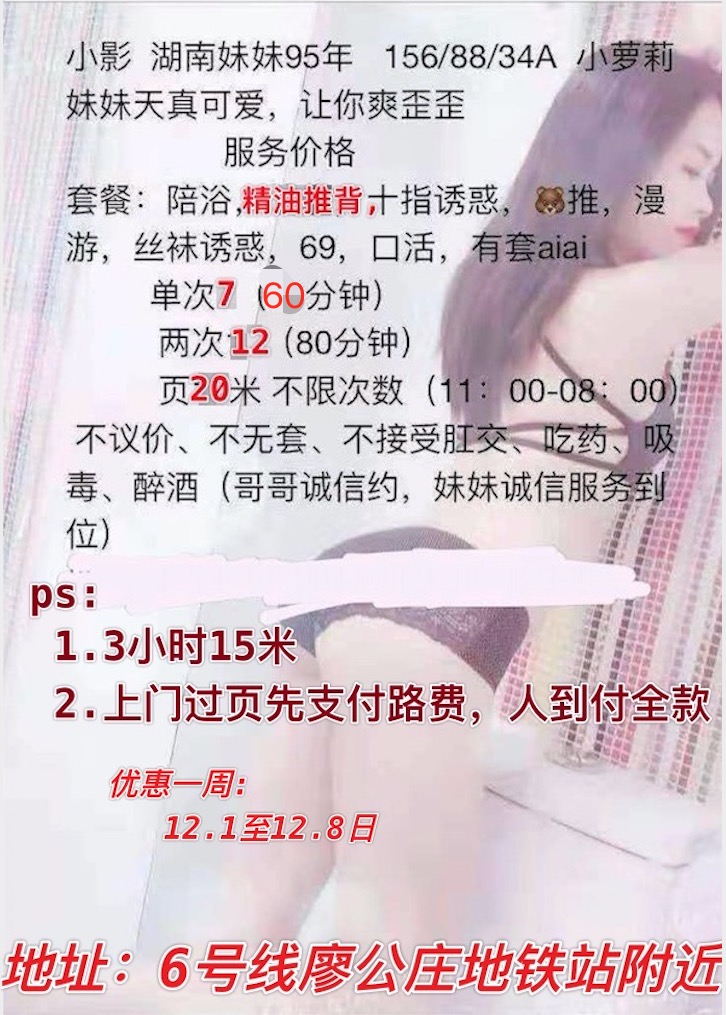 小影 湖南妹妹95年 156/88/34A 小萝莉
妹妹天真可爱，让你爽歪歪
服务价格
套餐：陪浴,精油推背,十指诱惑，🐻推，漫
游，丝袜诱惑，69，口活，有套aiai
单次7（60分钟）
两次12（80分钟）
页20米 不限次数（11：00-08：00）
不议价、不无套、不接受肛交、吃药、吸
毒、醉酒（哥哥诚信约，妹妹诚信服务到
位）
ps:
1.3小时15米
2.上门过页先支付路费，人到付全款
优惠一周:
12.1至12.8日
地址：6号线廖公庄地铁站附近